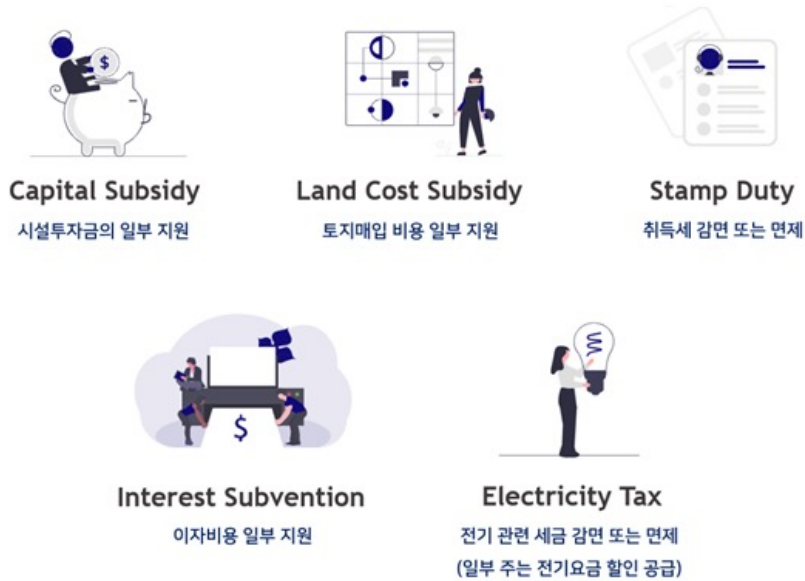 $
Capital Subsidy
시설투자금의 일부 지원
Land Cost Subsidy
토지매입 비용 일부 지원
Stamp Duty
취득세 감면 또는 면제
$
Interest Subvention
이자비용 일부 지원
Electricity Tax
전기 관련 세금 감면 또는 면제
(일부 주는 전기요금 할인 공급)